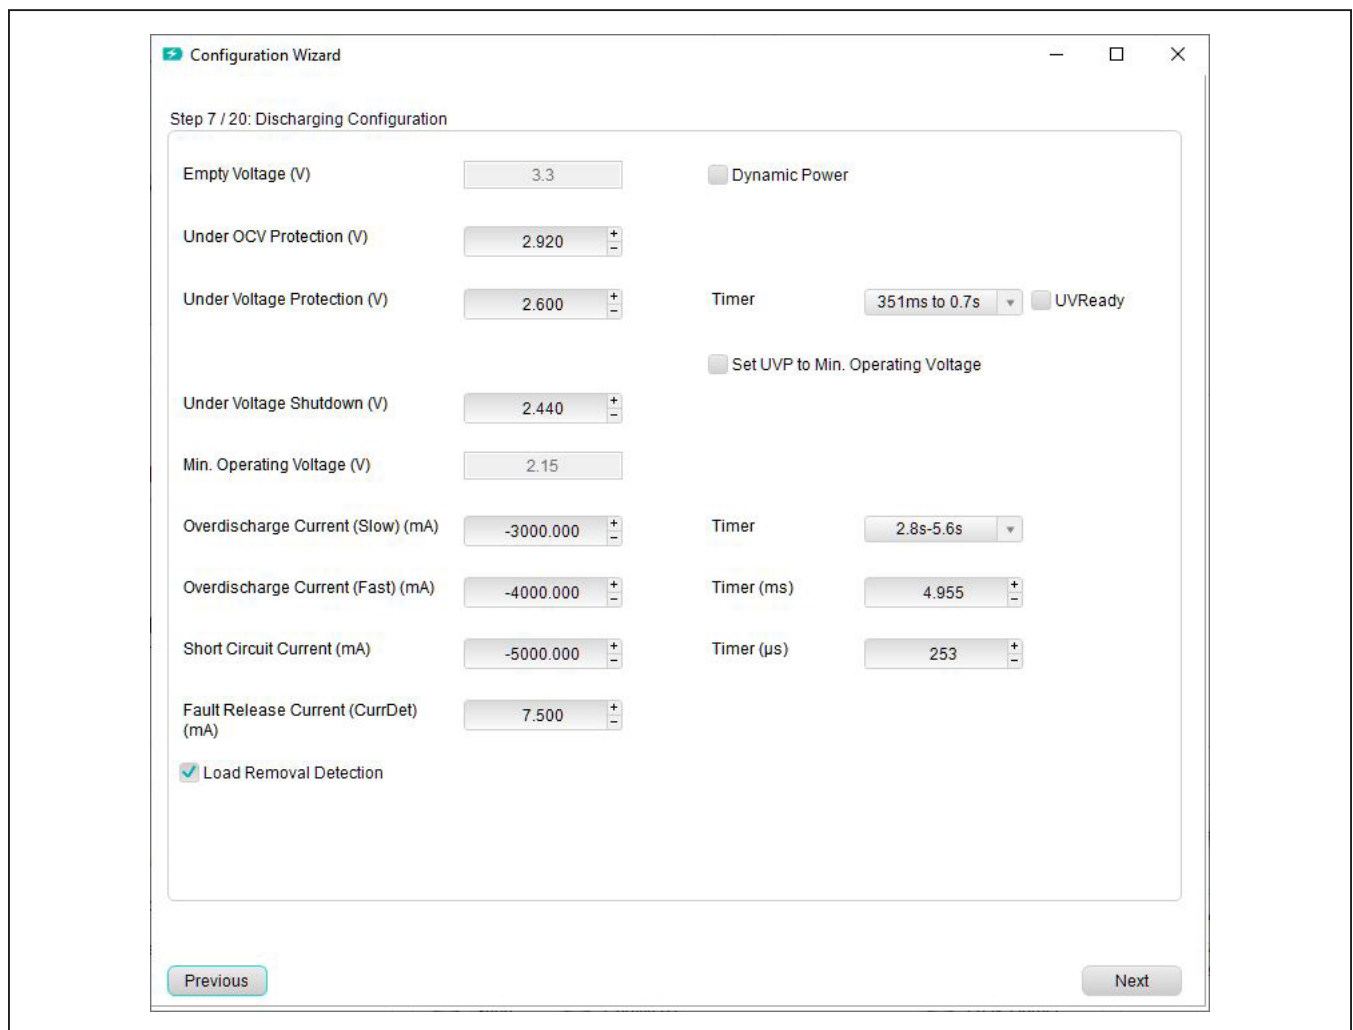 Configuration Wizard
Step 7 / 20: Discharging Configuration
Empty Voltage (V) 3.3 Dynamic Power
Under OCV Protection (V) 2.920
Under Voltage Protection (V) 2.600 Timer 351ms to 0.7s UVReady
Set UVP to Min. Operating Voltage
Under Voltage Shutdown (V) 2.440
Min. Operating Voltage (V) 2.15
Overdischarge Current (Slow) (mA) -3000.000 Timer 2.8s-5.6s
Overdischarge Current (Fast) (mA) -4000.000 Timer (ms) 4.955
Short Circuit Current (mA) -5000.000 Timer (µs) 253
Fault Release Current (CurrDet)
(mA) 7.500
Load Removal Detection
Previous Next